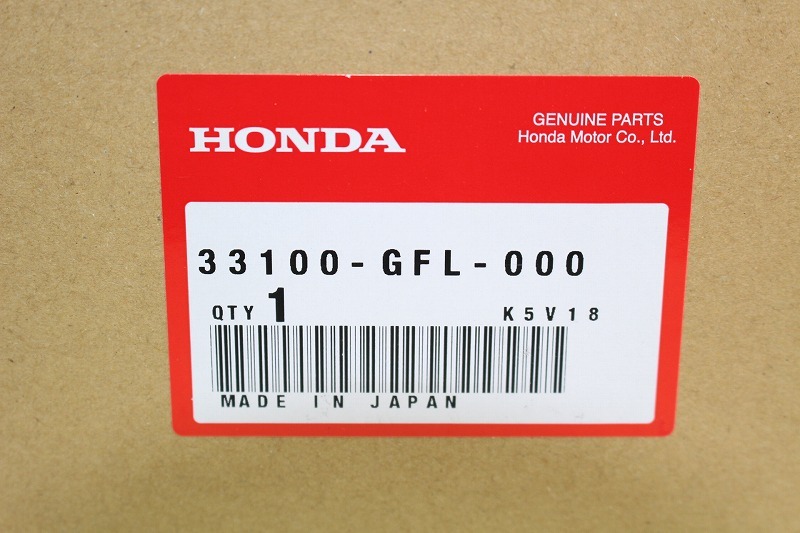 HONDA
GENUINE PARTS
Honda Motor Co., Ltd.
33100-GFL-000
QTY 1 K5V18
MADE IN JAPAN